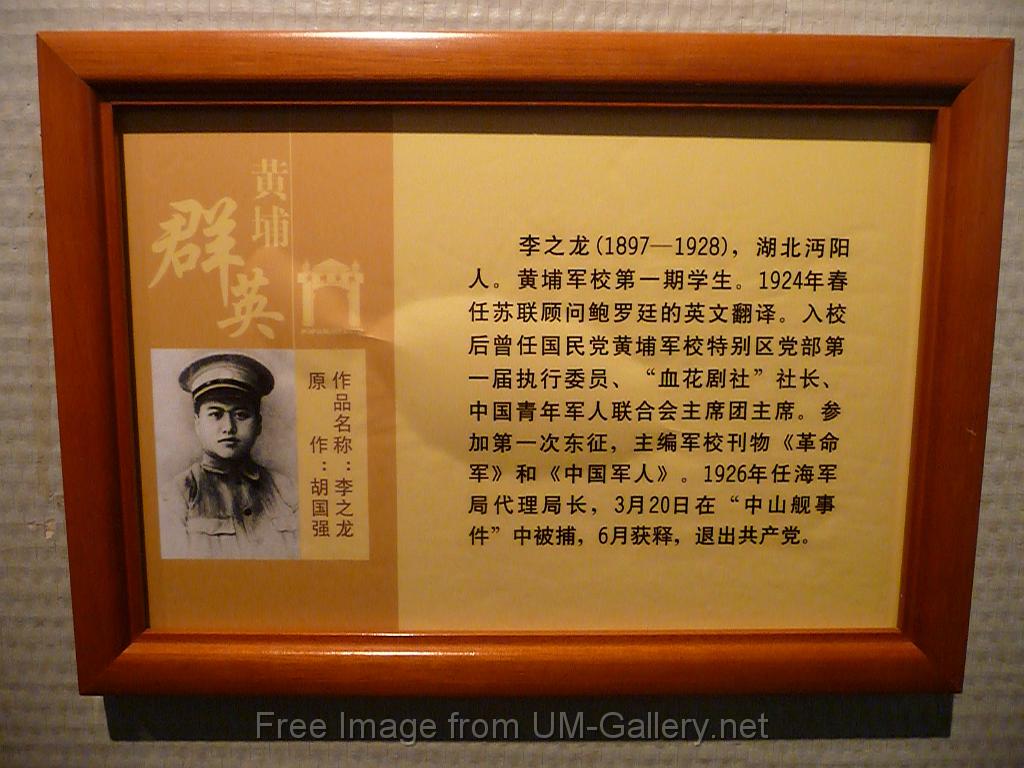 黄埔
群英
作品名称：李之龙
原　　作：胡国强
李之龙(1897—1928)，湖北沔阳
人。黄埔军校第一期学生。1924年春
任苏联顾问鲍罗廷的英文翻译。入校
后曾任国民党黄埔军校特别区党部第
一届执行委员、“血花剧社”社长、
中国青年军人联合会主席团主席。参
加第一次东征，主编军校刊物《革命
军》和《中国军人》。1926年任海军
局代理局长，3月20日在“中山舰事
件”中被捕，6月获释，退出共产党。
Free Image from UM-Gallery.net